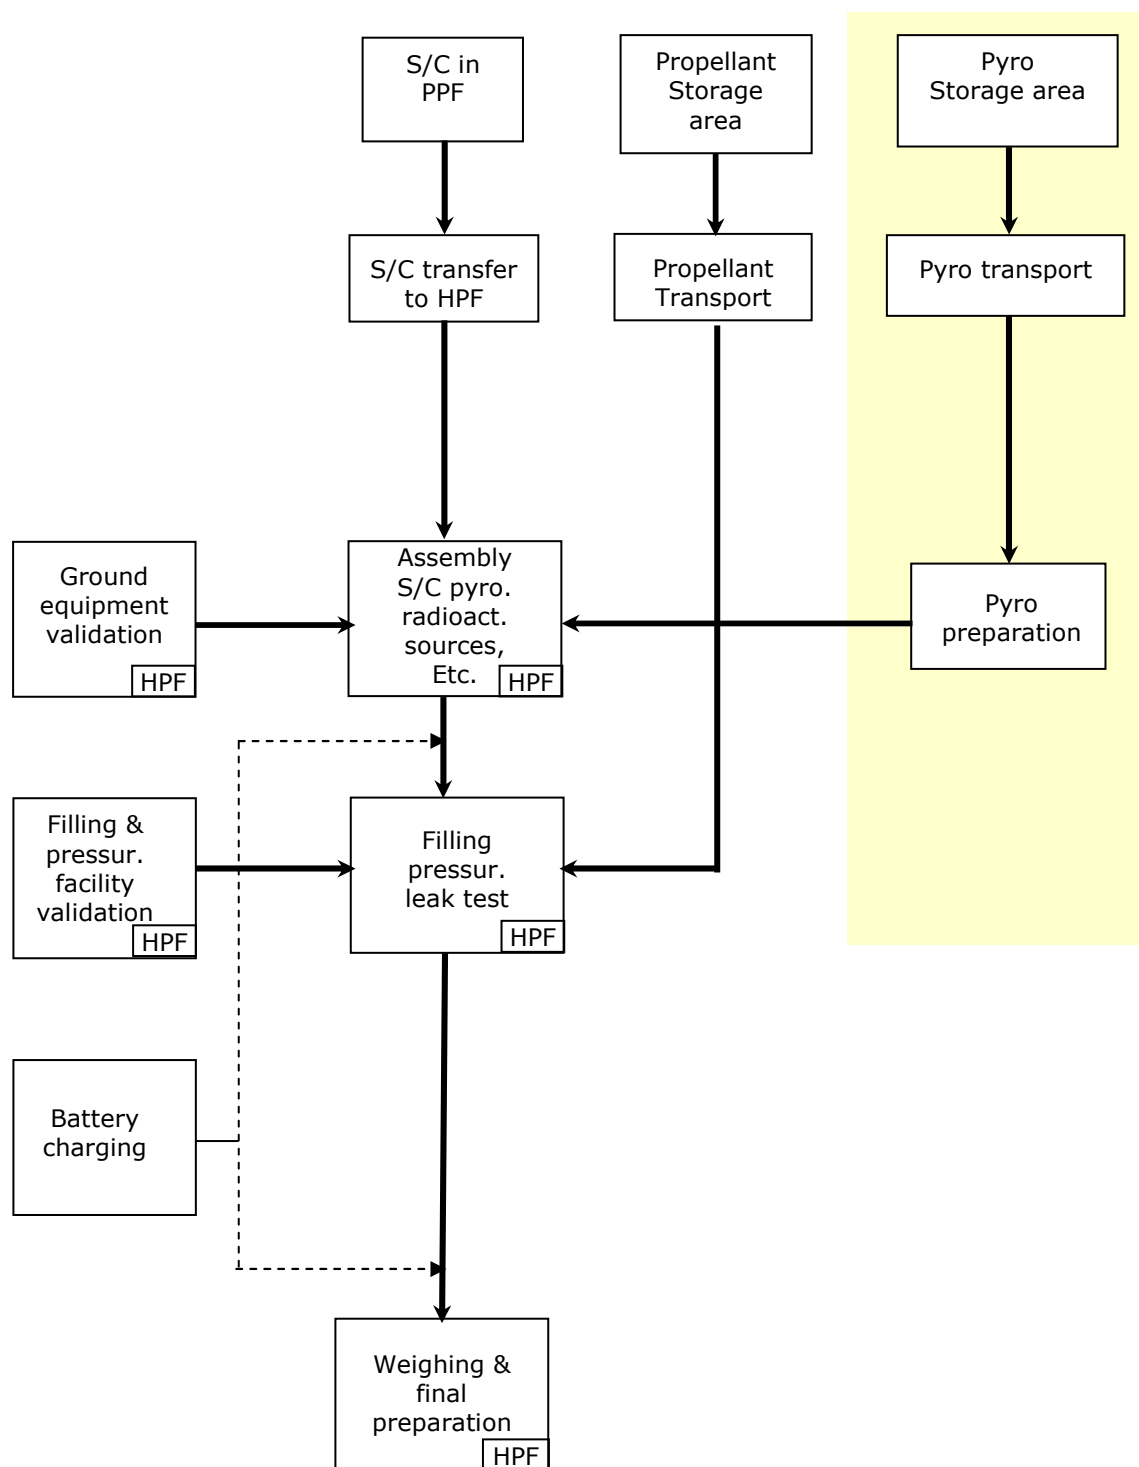 S/C in
PPF
Propellant
Storage
area
Pyro
Storage area
S/C transfer
to HPF
Propellant
Transport
Pyro transport
Ground
equipment
validation
HPF
Assembly
S/C pyro.
radioact.
sources,
Etc.
HPF
Pyro
preparation
Filling &
pressur.
facility
validation
HPF
Filling
pressur.
leak test
HPF
Battery
charging
Weighing &
final
preparation
HPF